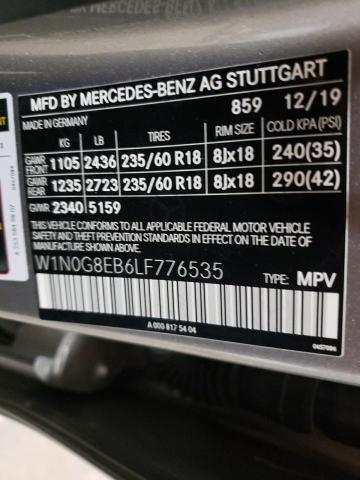 MFD BY MERCEDES-BENZ AG STUTTGART
MADE IN GERMANY 859 12/19
KG LB TIRES RIM SIZE COLD KPA(PSI)
GAWR FRONT 1105 2436 235/60 R18 8Jx18 240(35)
GAWR REAR 1235 2723 235/60 R18 8Jx18 290(42)
GVWR 2340 5159
THIS VEHICLE CONFORMS TO ALL APPLICABLE U.S. FEDERAL MOTOR VEHICLE
SAFETY AND THEFT PREVENTION STANDARDS IN EFFECT ON THE DATE
OF MANUFACTURE SHOWN ABOVE.
W1N0G8EB6LF776535
TYPE: MPV
A 000 817 54 04